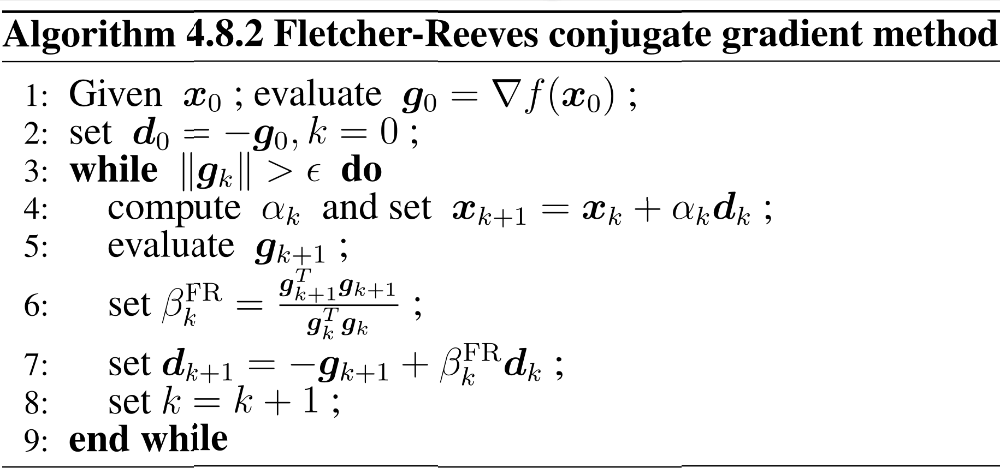 Algorithm 4.8.2 Fletcher-Reeves conjugate gradient method
1: Given $\boldsymbol{x}_0$ ; evaluate $\boldsymbol{g}_0 = \nabla f(\boldsymbol{x}_0)$ ;
2: set $\boldsymbol{d}_0 = -\boldsymbol{g}_0, k = 0$ ;
3: while $\|\boldsymbol{g}_k\| > \epsilon$ do
4: compute $\alpha_k$ and set $\boldsymbol{x}_{k+1} = \boldsymbol{x}_k + \alpha_k \boldsymbol{d}_k$ ;
5: evaluate $\boldsymbol{g}_{k+1}$ ;
6: set $\beta_k^{\mathrm{FR}} = \frac{\boldsymbol{g}_{k+1}^T \boldsymbol{g}_{k+1}}{\boldsymbol{g}_k^T \boldsymbol{g}_k}$ ;
7: set $\boldsymbol{d}_{k+1} = -\boldsymbol{g}_{k+1} + \beta_k^{\mathrm{FR}} \boldsymbol{d}_k$ ;
8: set $k = k + 1$ ;
9: end while